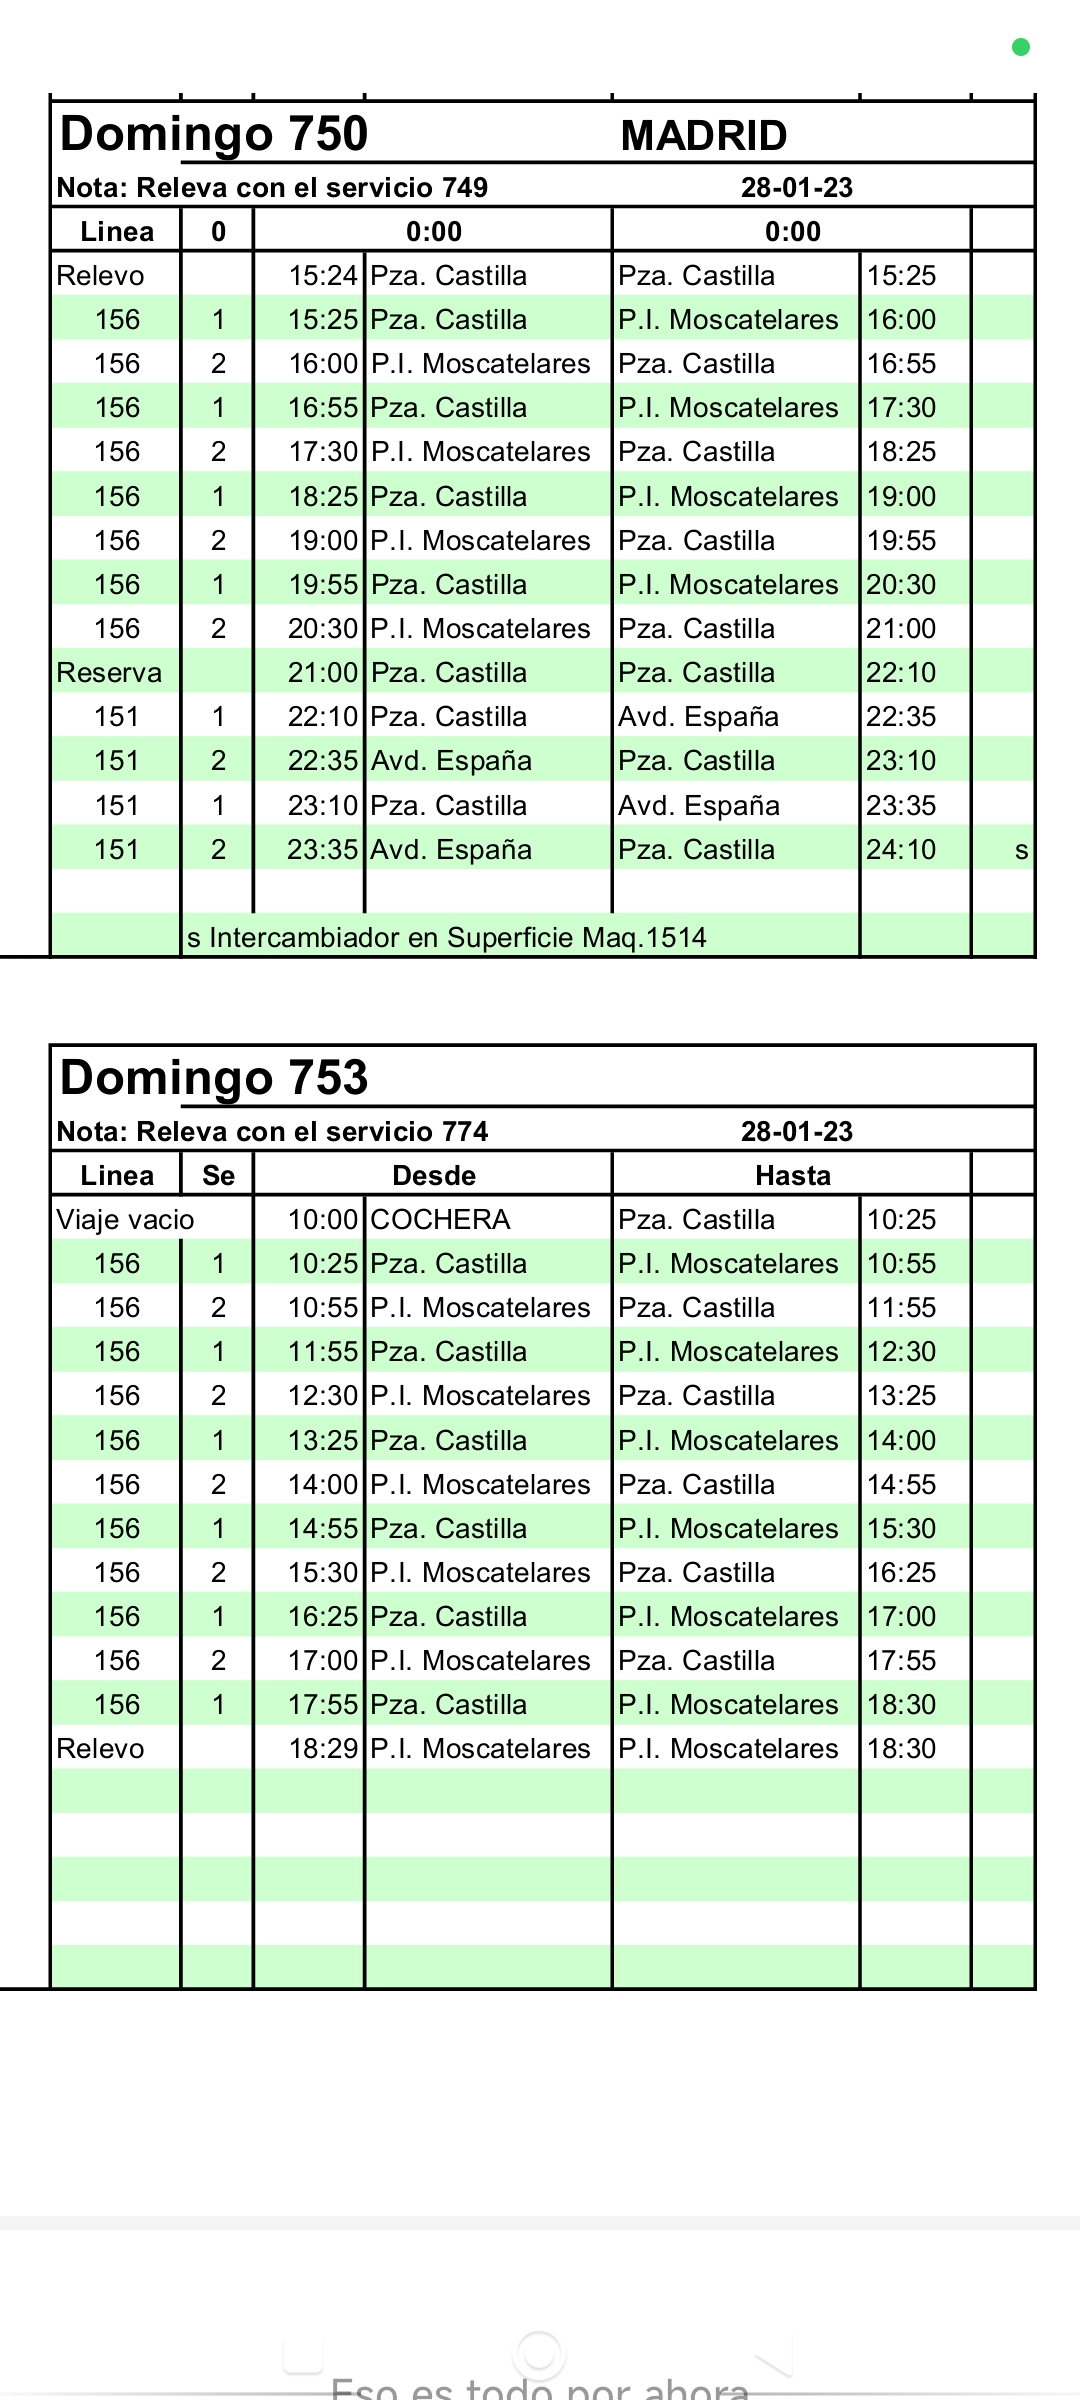 Domingo 750 MADRID
Nota: Releva con el servicio 749 28-01-23
Linea 0 0:00 0:00
Relevo 15:24 Pza. Castilla Pza. Castilla 15:25
156 1 15:25 Pza. Castilla P.I. Moscatelares 16:00
156 2 16:00 P.I. Moscatelares Pza. Castilla 16:55
156 1 16:55 Pza. Castilla P.I. Moscatelares 17:30
156 2 17:30 P.I. Moscatelares Pza. Castilla 18:25
156 1 18:25 Pza. Castilla P.I. Moscatelares 19:00
156 2 19:00 P.I. Moscatelares Pza. Castilla 19:55
156 1 19:55 Pza. Castilla P.I. Moscatelares 20:30
156 2 20:30 P.I. Moscatelares Pza. Castilla 21:00
Reserva 21:00 Pza. Castilla Pza. Castilla 22:10
151 1 22:10 Pza. Castilla Avd. España 22:35
151 2 22:35 Avd. España Pza. Castilla 23:10
151 1 23:10 Pza. Castilla Avd. España 23:35
151 2 23:35 Avd. España Pza. Castilla 24:10 s
s Intercambiador en Superficie Maq.1514
Domingo 753
Nota: Releva con el servicio 774 28-01-23
Linea Se Desde Hasta
Viaje vacio 10:00 COCHERA Pza. Castilla 10:25
156 1 10:25 Pza. Castilla P.I. Moscatelares 10:55
156 2 10:55 P.I. Moscatelares Pza. Castilla 11:55
156 1 11:55 Pza. Castilla P.I. Moscatelares 12:30
156 2 12:30 P.I. Moscatelares Pza. Castilla 13:25
156 1 13:25 Pza. Castilla P.I. Moscatelares 14:00
156 2 14:00 P.I. Moscatelares Pza. Castilla 14:55
156 1 14:55 Pza. Castilla P.I. Moscatelares 15:30
156 2 15:30 P.I. Moscatelares Pza. Castilla 16:25
156 1 16:25 Pza. Castilla P.I. Moscatelares 17:00
156 2 17:00 P.I. Moscatelares Pza. Castilla 17:55
156 1 17:55 Pza. Castilla P.I. Moscatelares 18:30
Relevo 18:29 P.I. Moscatelares P.I. Moscatelares 18:30
Eso es todo por ahora